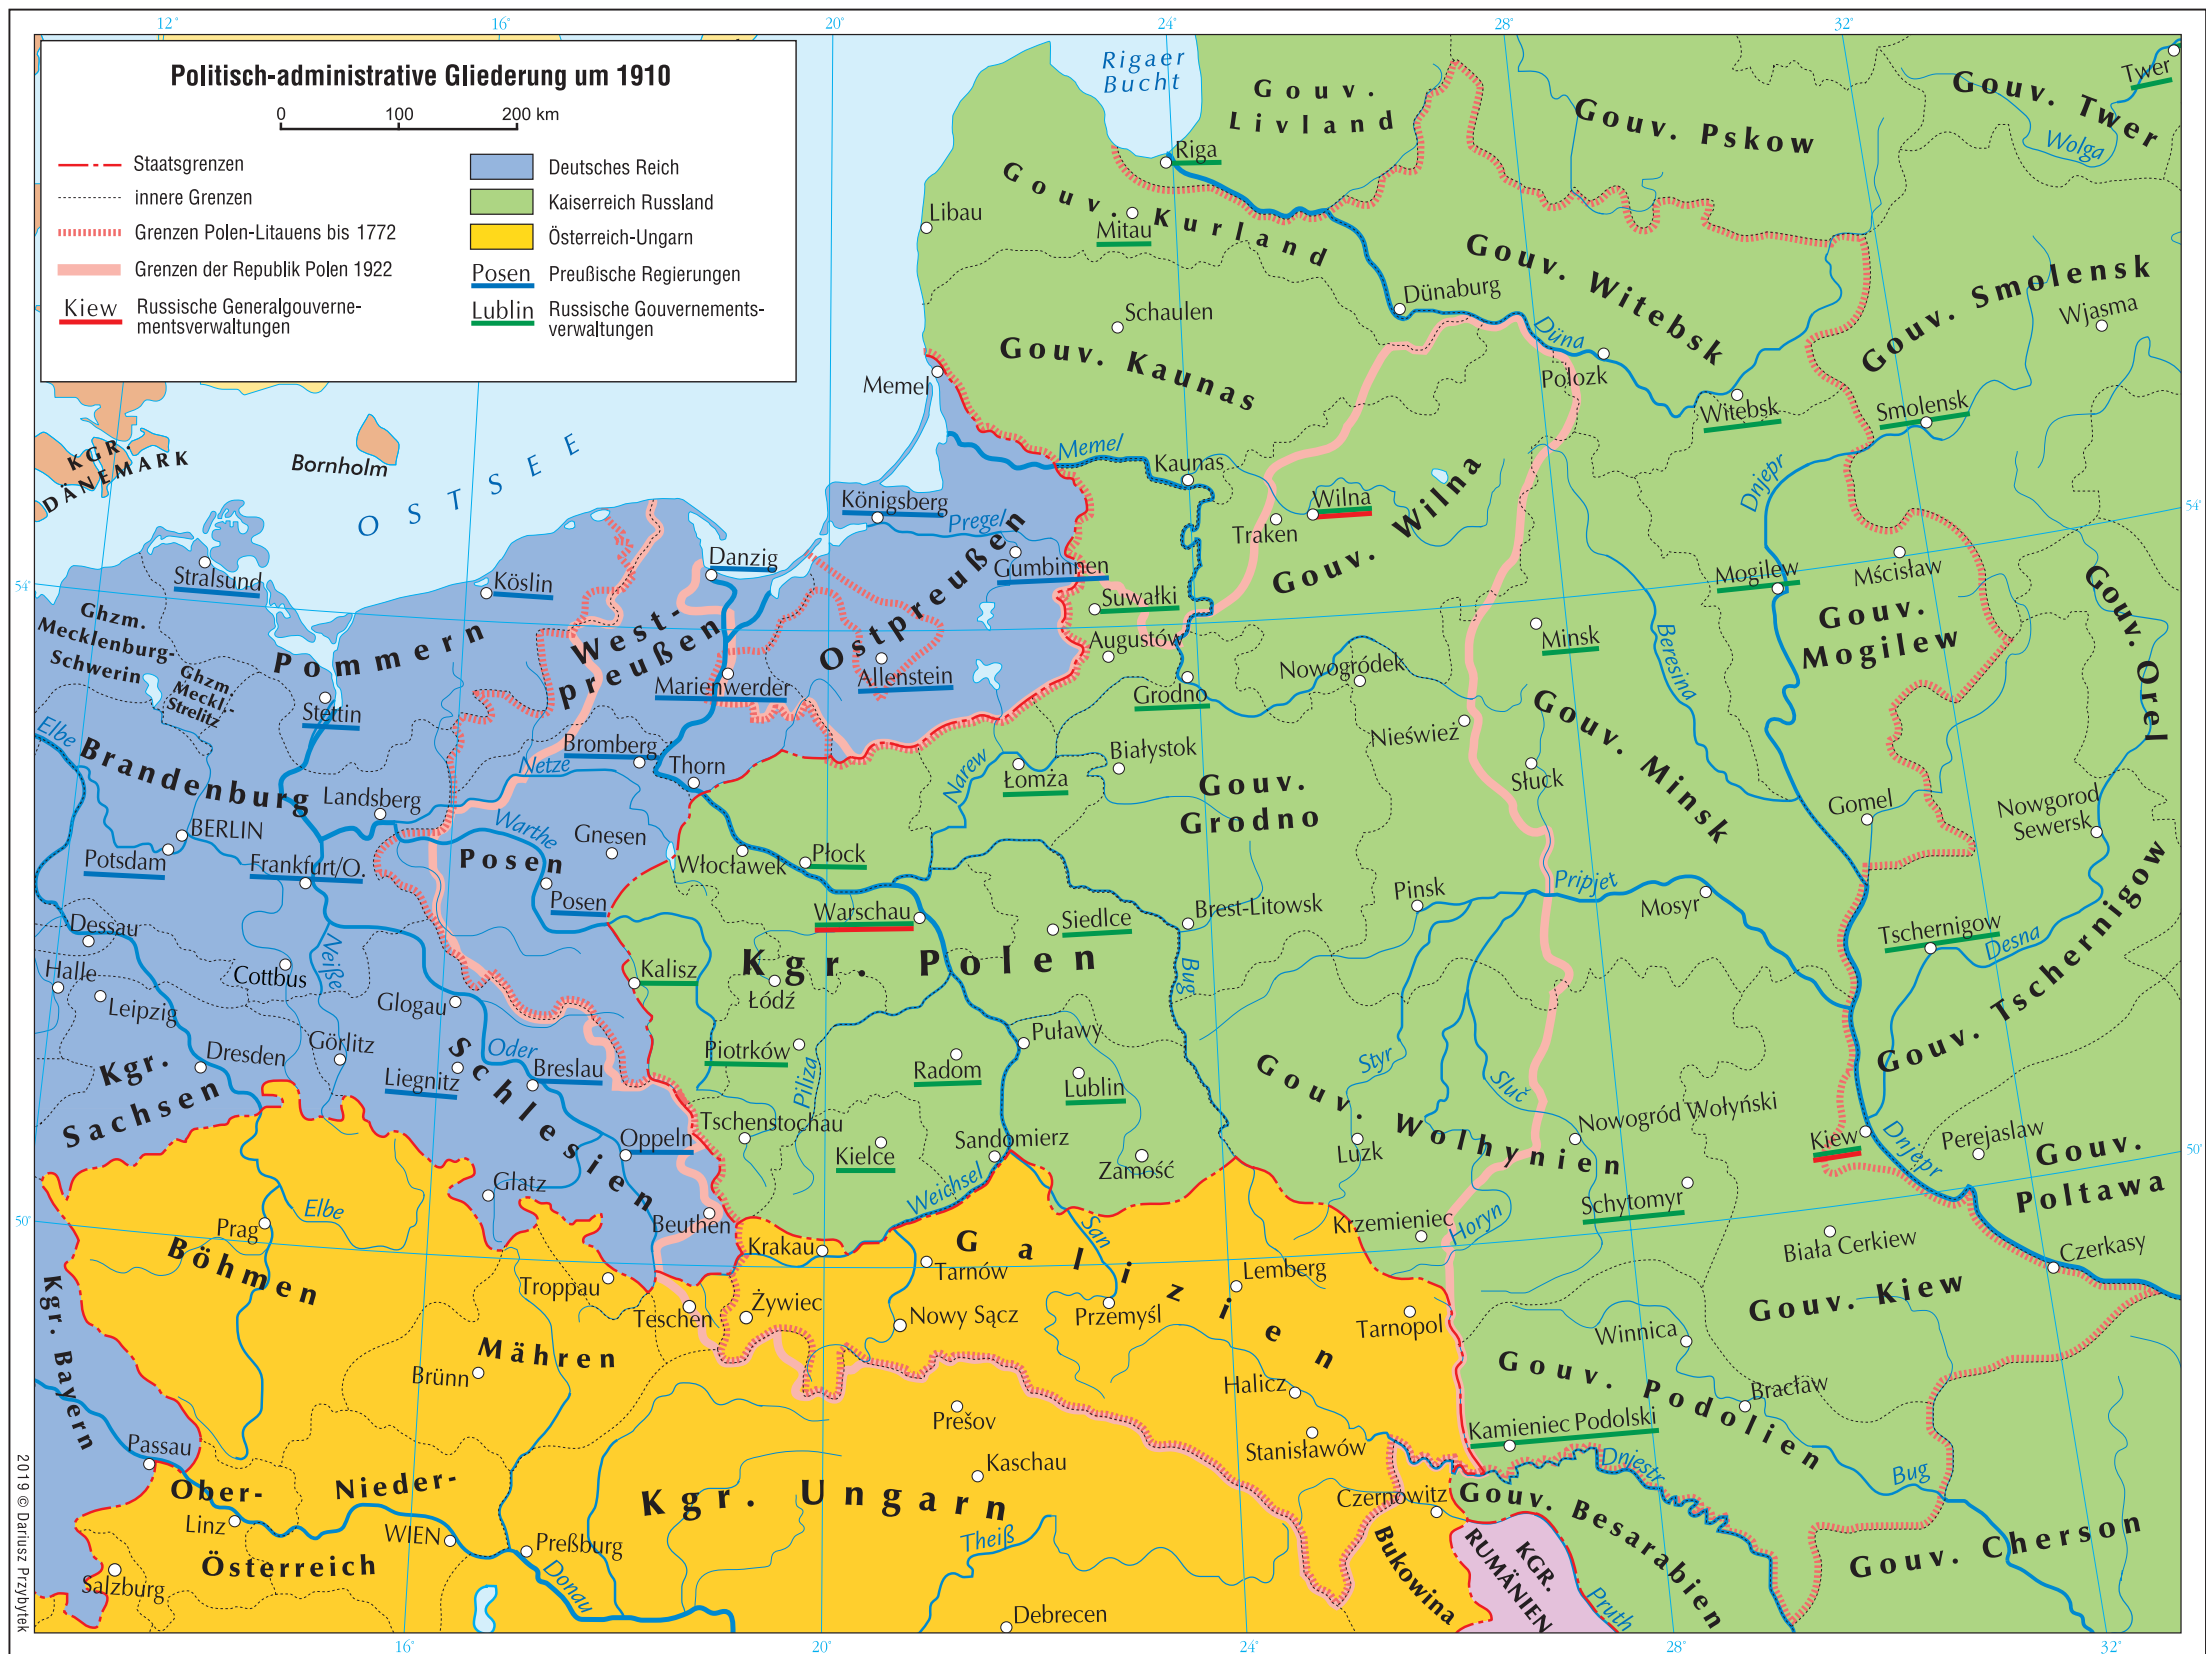 12°
16°
20°
24°
28°
32°
Politisch-administrative Gliederung um 1910
0 100 200 km
Staatsgrenzen
innere Grenzen
Grenzen Polen-Litauens bis 1772
Grenzen der Republik Polen 1922
Kiew
Russische Generalgouverne-
mentsverwaltungen
Deutsches Reich
Kaiserreich Russland
Österreich-Ungarn
Posen
Preußische Regierungen
Lublin
Russische Gouvernements-
verwaltungen
Rigaer
Bucht
Gouv.
Livland
Gouv. Pskow
Gouv. Twer
Twer
Wolga
Riga
Gouv. Kurland
Libau
Mitau
Gouv. Witebsk
Gouv. Smolensk
Wjasma
Dünaburg
Schaulen
Düna
Gouv. Kaunas
Połozk
Witebsk
Smolensk
Memel
KGR.
DÄNEMARK
Bornholm
OSTSEE
Memel
Kaunas
Wilna
Traken
Gouv. Wilna
Dnjepr
54°
Königsberg
Pregel
Gumbinnen
Ostpreußen
Danzig
Stralsund
Köslin
54°
Suwałki
Augustów
Mogilew
Mścisław
Gouv.
Mogilew
Gouv. Orel
Minsk
Beresina
Ghzm.
Mecklenburg-
Schwerin
Ghzm.
Meckl.-
Strelitz
Pommern
West-
preußen
Marienwerder
Allenstein
Grodno
Nowogródek
Nieśwież
Gouv. Minsk
Stettin
Elbe
Brandenburg
Landsberg
Bromberg
Netze
Thorn
Narew
Łomża
Białystok
Gouv.
Grodno
Słuck
Gomel
Nowgorod
Sewersk
BERLIN
Potsdam
Frankfurt/O.
Warthe
Posen
Gnesen
Posen
Włocławek
Płock
Warschau
Siedlce
Brest-Litowsk
Pinsk
Pripjet
Mosyr
Tschernigow
Desna
Gouv. Tschernigow
Dessau
Halle
Leipzig
Cottbus
Neiße
Glogau
Kalisz
Kgr. Polen
Łódź
Bug
Kgr.
Sachsen
Dresden
Görlitz
Liegnitz
Oder
Breslau
Schlesien
Piotrków
Piliza
Radom
Puławy
Lublin
Styr
Sluč
Gouv. Wolhynien
Nowogród Wołyński
Kiew
Dnjepr
Perejaslaw
Gouv.
Poltawa
50°
Tschenstochau
Oppeln
Kielce
Sandomierz
Zamość
Luzk
Schytomyr
Glatz
Elbe
Prag
50°
Böhmen
Beuthen
Krakau
Weichsel
San
Galizien
Tarnów
Lemberg
Krzemieniec
Horyn
Biała Cerkiew
Czerkasy
Gouv. Kiew
Troppau
Teschen
Żywiec
Nowy Sącz
Przemyśl
Tarnopol
Winnica
Kgr. Bayern
Mähren
Brünn
Prešov
Halicz
Gouv. Podolien
Bracław
Stanisławów
Kamieniec Podolski
Dnjestr
Bug
Passau
Kaschau
Ober-
Nieder-
Linz
WIEN
Österreich
Salzburg
Preßburg
Donau
Kgr. Ungarn
Theiß
Debrecen
Czernowitz
Bukowina
KGR.
RUMÄNIEN
Gouv. Besarabien
Pruth
Gouv. Cherson
2019 © Dariusz Przybytek
16°
20°
24°
28°
32°